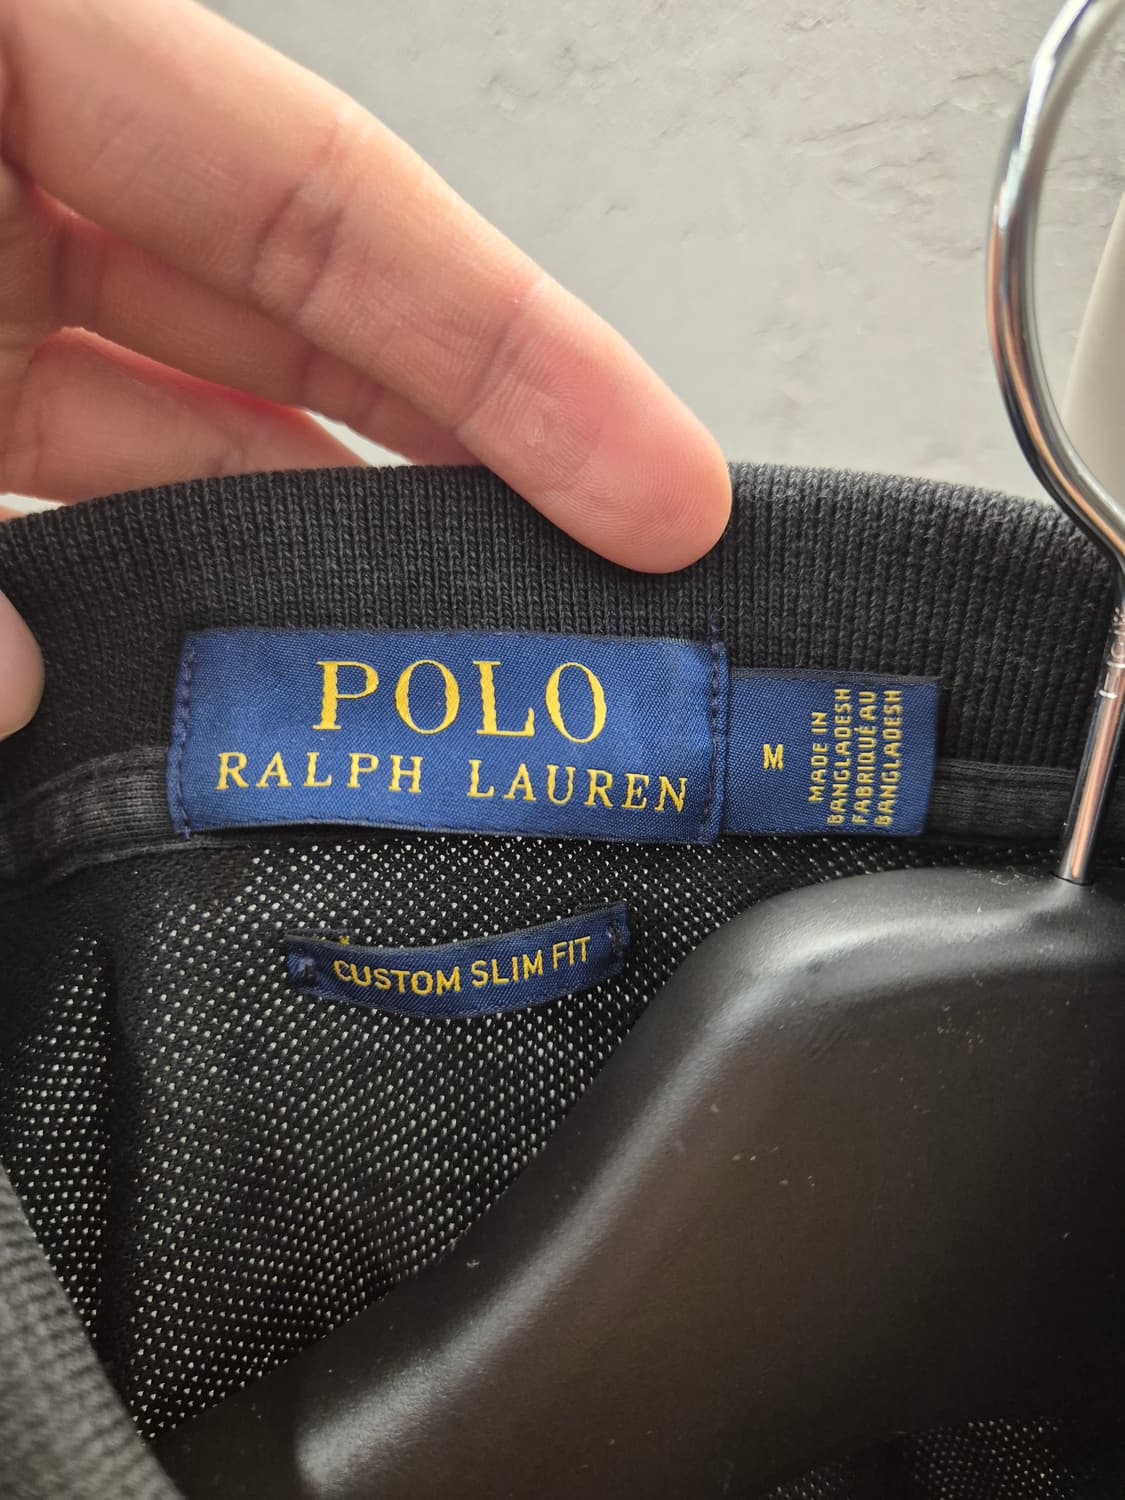 POLO
RALPH LAUREN
M
MADE IN
BANGLADESH
FABRIQUÉ AU
BANGLADESH
CUSTOM SLIM FIT